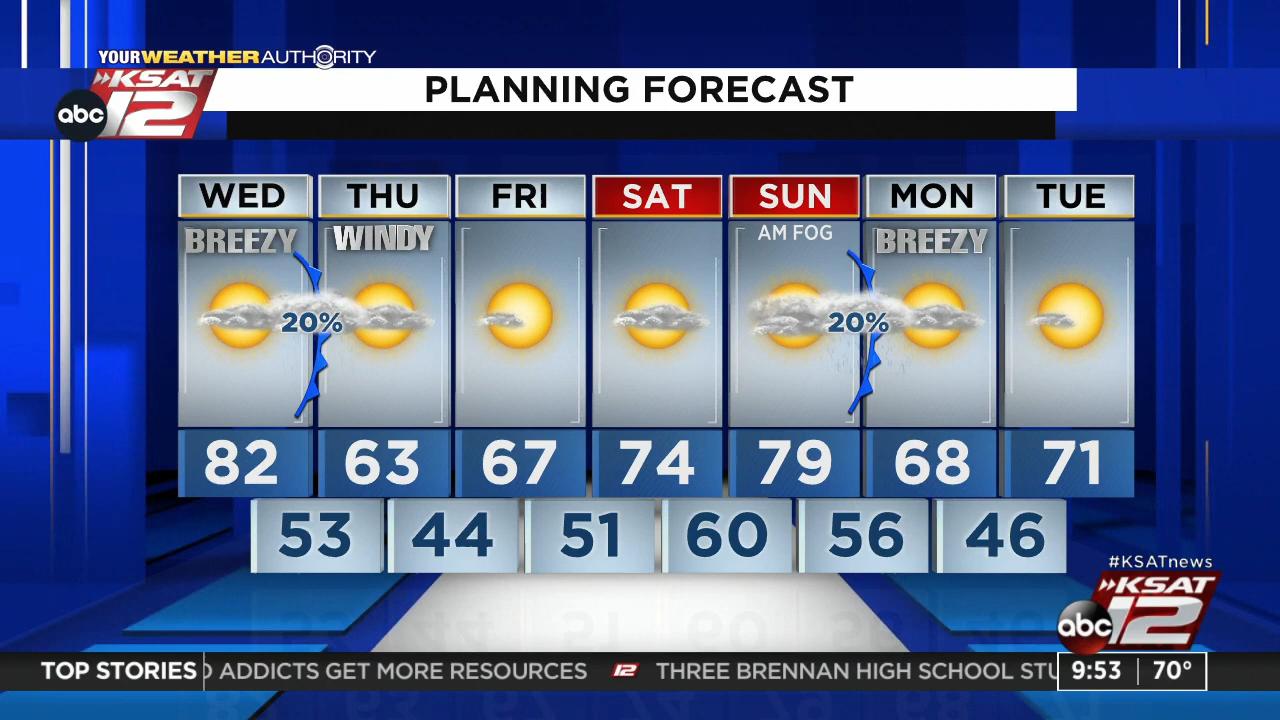 YOURWEATHERAUTHORITY
KSAT
abc 12
PLANNING FORECAST
WED THU FRI SAT SUN MON TUE
BREEZY WINDY AM FOG BREEZY
20% 20%
82 63 67 74 79 68 71
53 44 51 60 56 46
#KSATnews
KSAT
abc 12
TOP STORIES ADDICTS GET MORE RESOURCES 12 THREE BRENNAN HIGH SCHOOL STU 9:53 70°